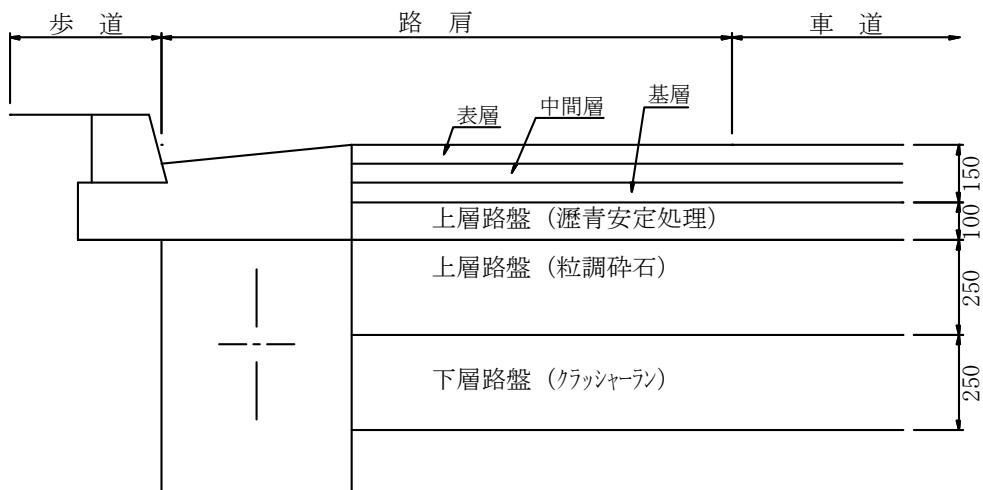 歩 道
路 肩
車 道
表層
中間層
基層
150
上層路盤 (瀝青安定処理)
100
上層路盤 (粒調砕石)
250
下層路盤 (クラッシャーラン)
250